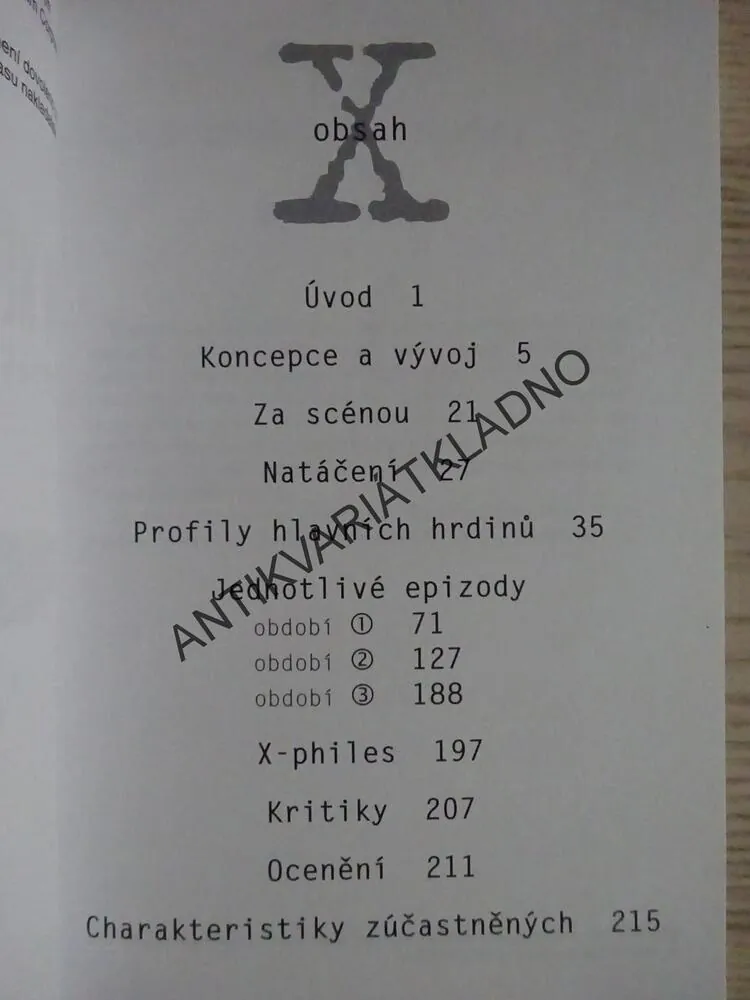 obsah
Úvod 1
Koncepce a vývoj 5
Za scénou 21
Natáčení 27
Profily hlavních hrdinů 35
Jednotlivé epizody
období ① 71
období ② 127
období ③ 188
X-philes 197
Kritiky 207
Ocenění 211
Charakteristiky zúčastněných 215
ANTIKVARIATKLADNO